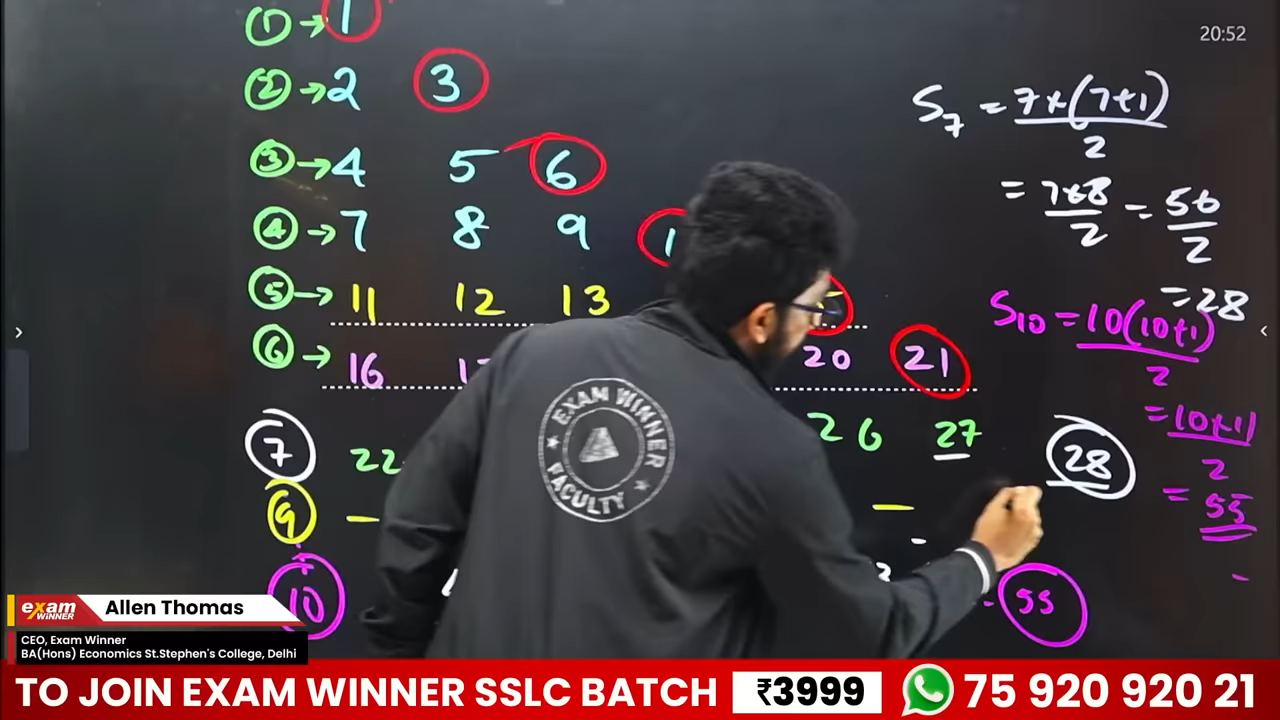 20:52
① → 1
② → 2 3
③ → 4 5 6
④ → 7 8 9
⑤ → 11 12 13
⑥ → 16 20 21
7 22 26 27 28
9
10 55
S7 = 7×(7+1)
2
= 7×8 = 56
2 2
= 28
S10 = 10(10+1)
2
= 10×11
2
= 55
EXAM WINNER
FACULTY
exam WINNER
Allen Thomas
CEO, Exam Winner
BA(Hons) Economics St.Stephen's College, Delhi
TO JOIN EXAM WINNER SSLC BATCH ₹3999 75 920 920 21